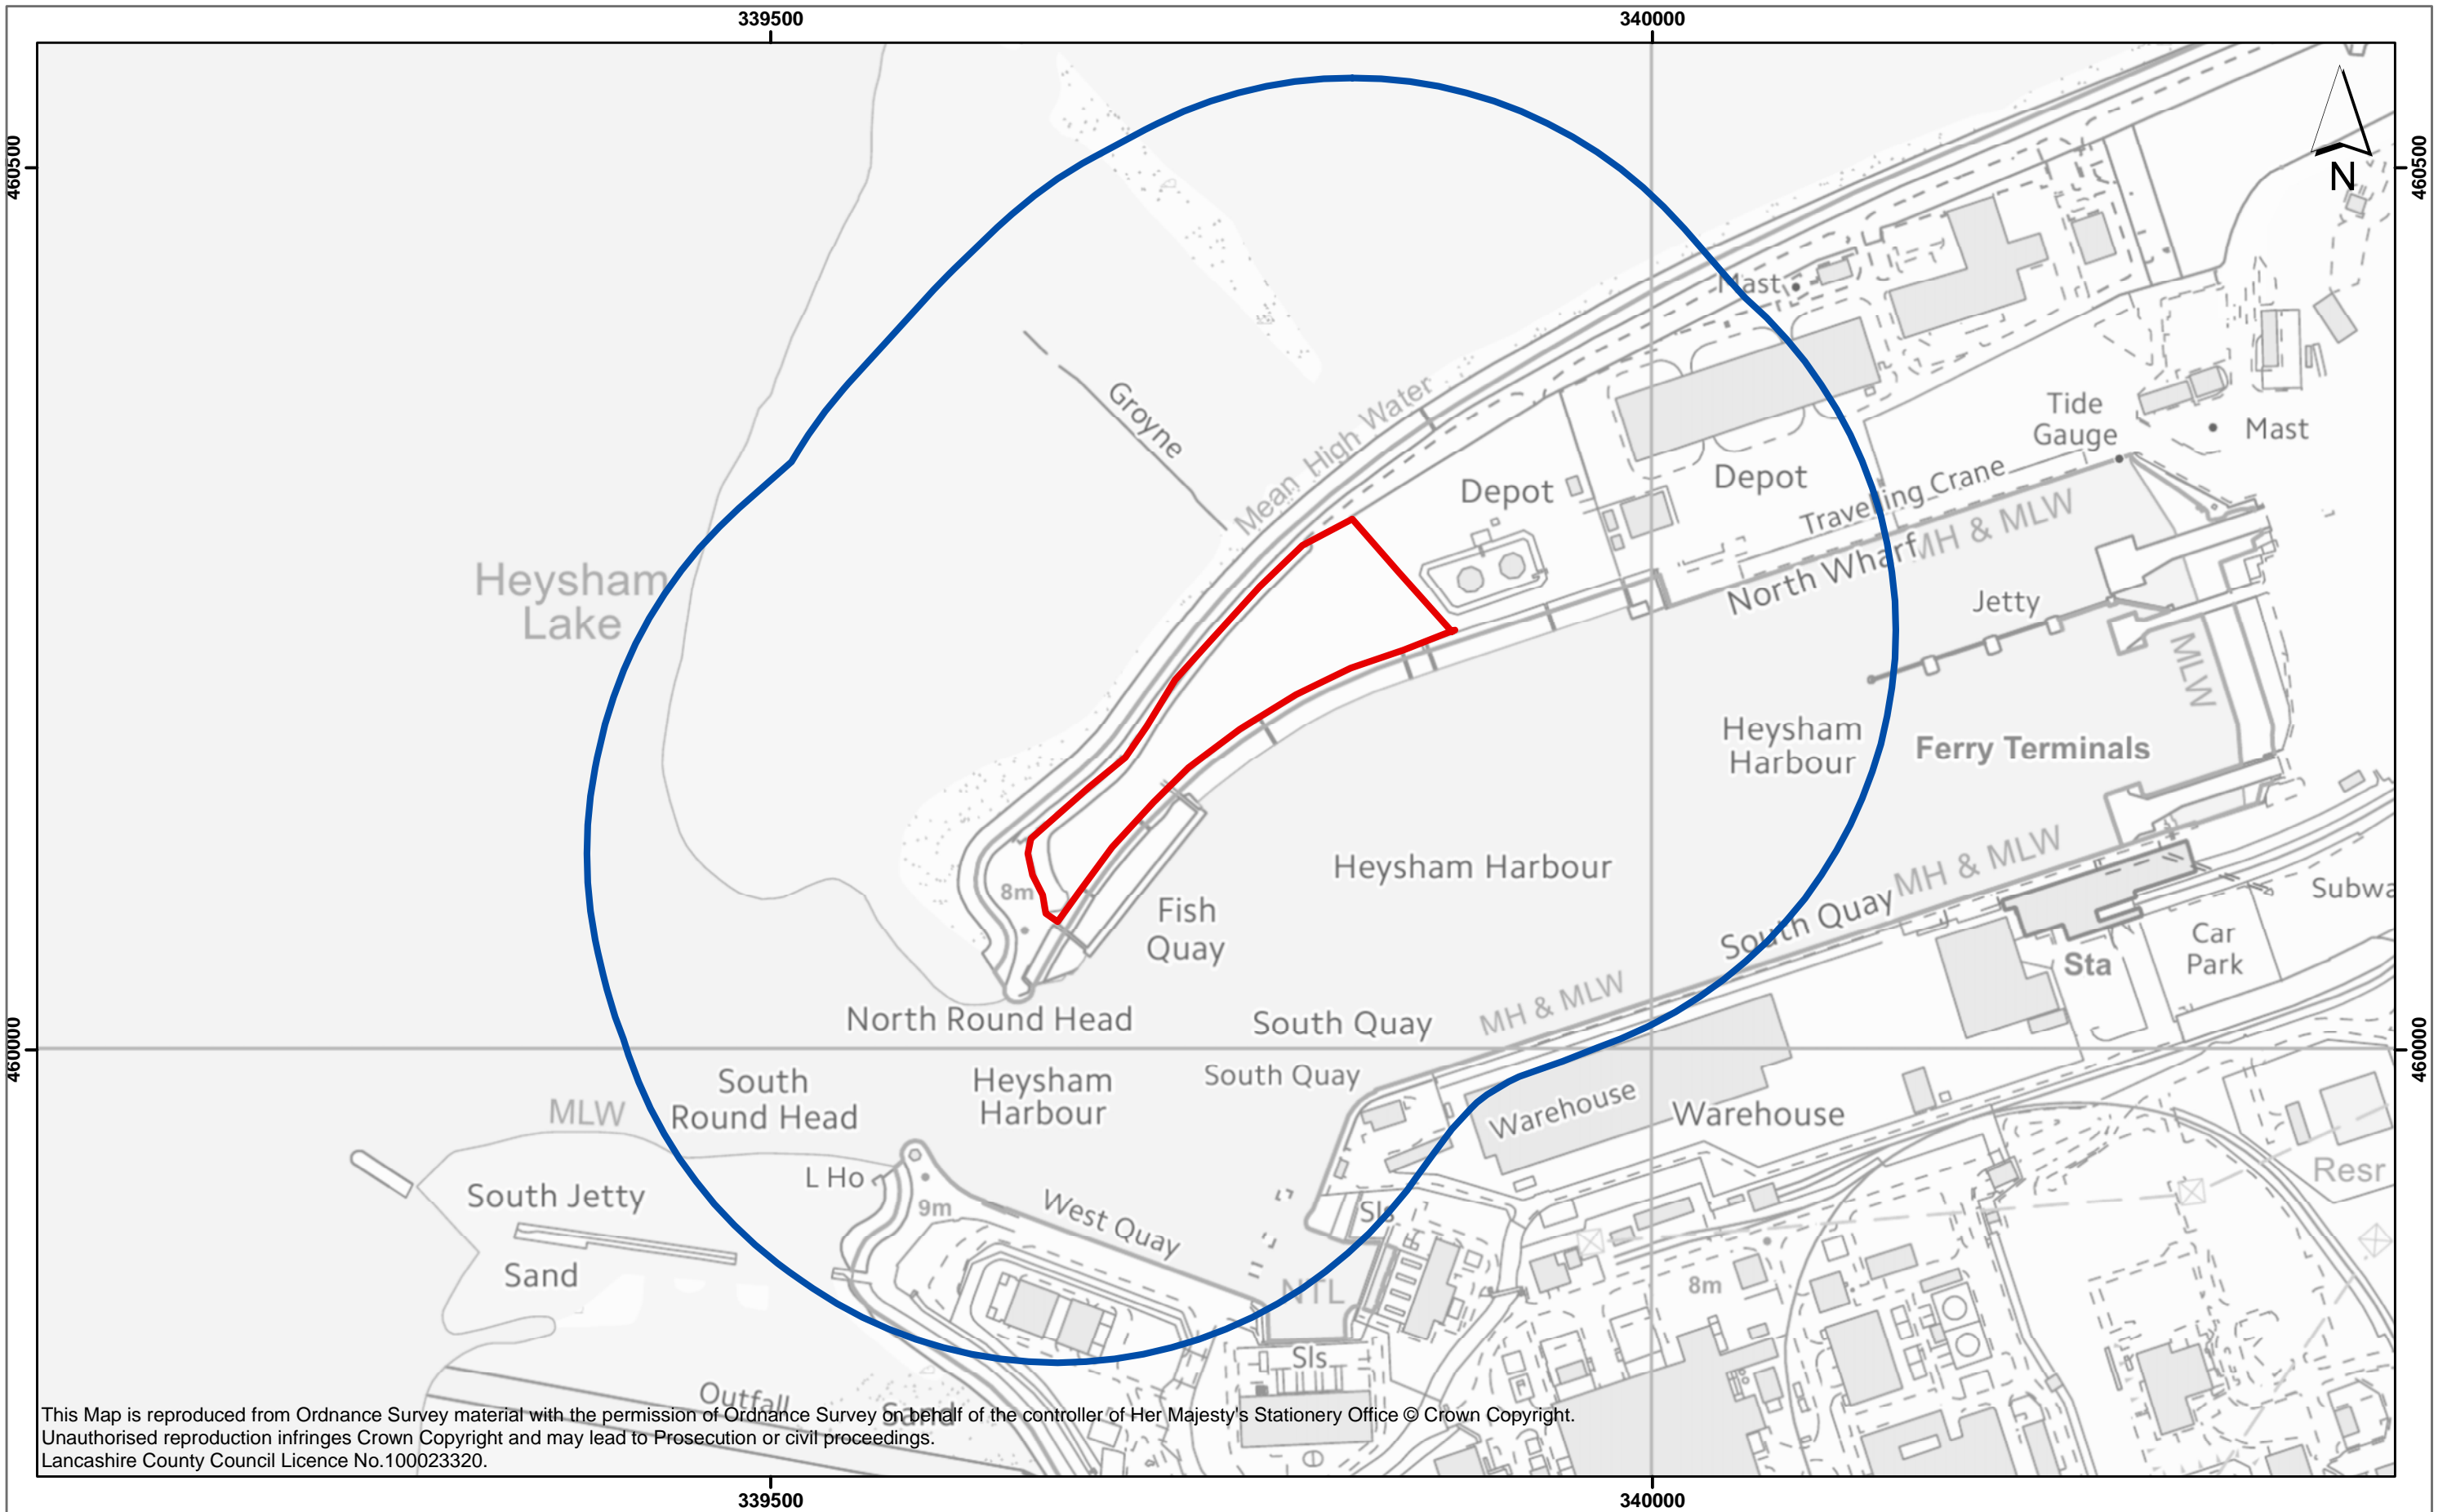 339500
340000
460500
460500
N
Mast
Groyne
Mean High Water
Tide
Gauge
Mast
Depot
Depot
Travelling Crane
MH & MLW
North Wharf
Heysham
Lake
Jetty
MLW
Heysham
Harbour
Ferry Terminals
Heysham Harbour
MH & MLW
8m
Fish
Quay
South Quay
Car
Park
Sta
North Round Head
South Quay
MH & MLW
460000
460000
South
Round Head
Heysham
Harbour
South Quay
MLW
Warehouse
Warehouse
L Ho
South Jetty
9m
West Quay
Sls
Resr
Sand
NTL
8m
Sls
Outfall
Sand
This Map is reproduced from Ordnance Survey material with the permission of Ordnance Survey on behalf of the controller of Her Majesty's Stationery Office © Crown Copyright.
Unauthorised reproduction infringes Crown Copyright and may lead to Prosecution or civil proceedings.
Lancashire County Council Licence No.100023320.
339500
340000